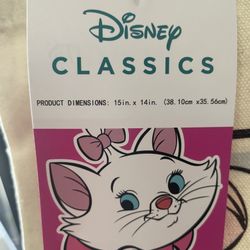 Disney
CLASSICS
PRODUCT DIMENSIONS: 15in. x 14in. (38.10cm x35.56cm)